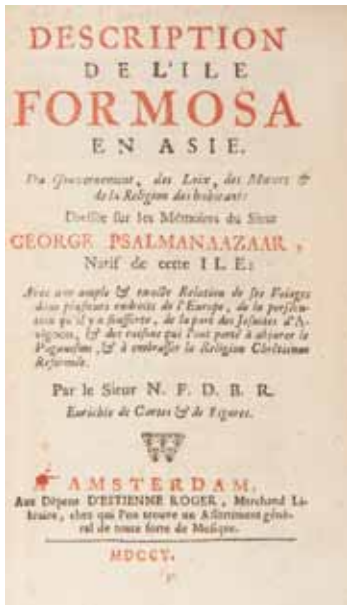 DESCRIPTION
DE L'ILE
FORMOSA
EN ASIE.
Du Gouvernement, des Loix, des Mœurs &
de la Religion des habitans:
Dressée sur les Mémoires du Sieur
GEORGE PSALMANAAZAAR,
Natif de cette ILE:
Avec une ample & exacte Relation de ses Voiages
dans plusieurs endroits de l'Europe, de la persécu-
tion qu'il y a soufferte, de la part des Jesuites d'A-
vignon, & des raisons qui l'ont porté à abjurer le
Paganisme, & à embrasser la Religion Chrêtienne
Reformée.
Par le Sieur N. F. D. B. R.
Enrichie de Cartes & de Figures.
A AMSTERDAM,
Aux Dépens D'ESTIENNE ROGER, Marchand Li-
braire, chez qui l'on trouve un Assortiment géné-
ral de toute sorte de Musique.
MDCCV.